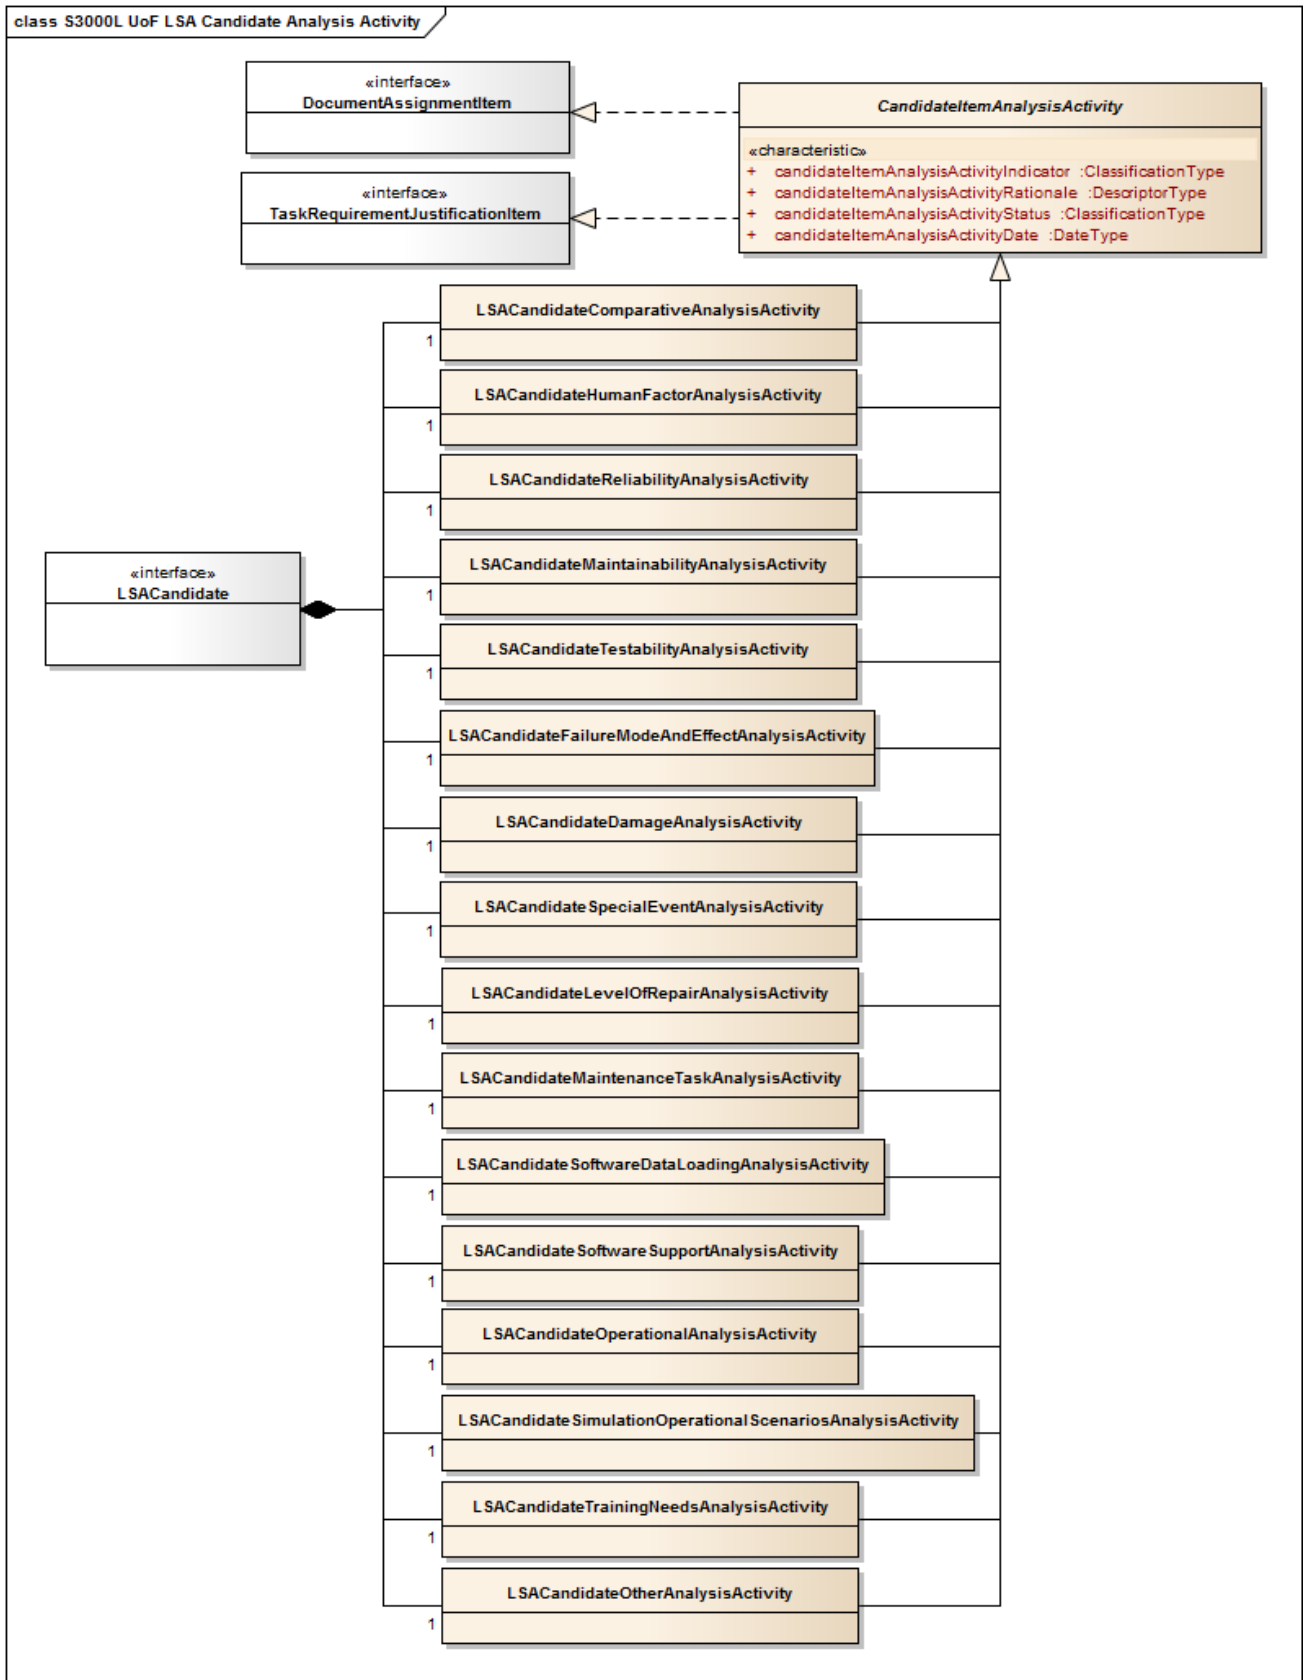 class S3000L UoF LSA Candidate Analysis Activity
«interface»
DocumentAssignmentItem
CandidateItemAnalysisActivity
«characteristic»
+ candidateItemAnalysisActivityIndicator :ClassificationType
+ candidateItemAnalysisActivityRationale :DescriptorType
+ candidateItemAnalysisActivityStatus :ClassificationType
+ candidateItemAnalysisActivityDate :DateType
«interface»
TaskRequirementJustificationItem
LSACandidateComparativeAnalysisActivity
1
LSACandidateHumanFactorAnalysisActivity
1
LSACandidateReliabilityAnalysisActivity
1
«interface»
LSACandidate
LSACandidateMaintainabilityAnalysisActivity
1
LSACandidateTestabilityAnalysisActivity
1
LSACandidateFailureModeAndEffectAnalysisActivity
1
LSACandidateDamageAnalysisActivity
1
LSACandidateSpecialEventAnalysisActivity
1
LSACandidateLevelOfRepairAnalysisActivity
1
LSACandidateMaintenanceTaskAnalysisActivity
1
LSACandidateSoftwareDataLoadingAnalysisActivity
1
LSACandidateSoftwareSupportAnalysisActivity
1
LSACandidateOperationalAnalysisActivity
1
LSACandidateSimulationOperationalScenariosAnalysisActivity
1
LSACandidateTrainingNeedsAnalysisActivity
1
LSACandidateOtherAnalysisActivity
1